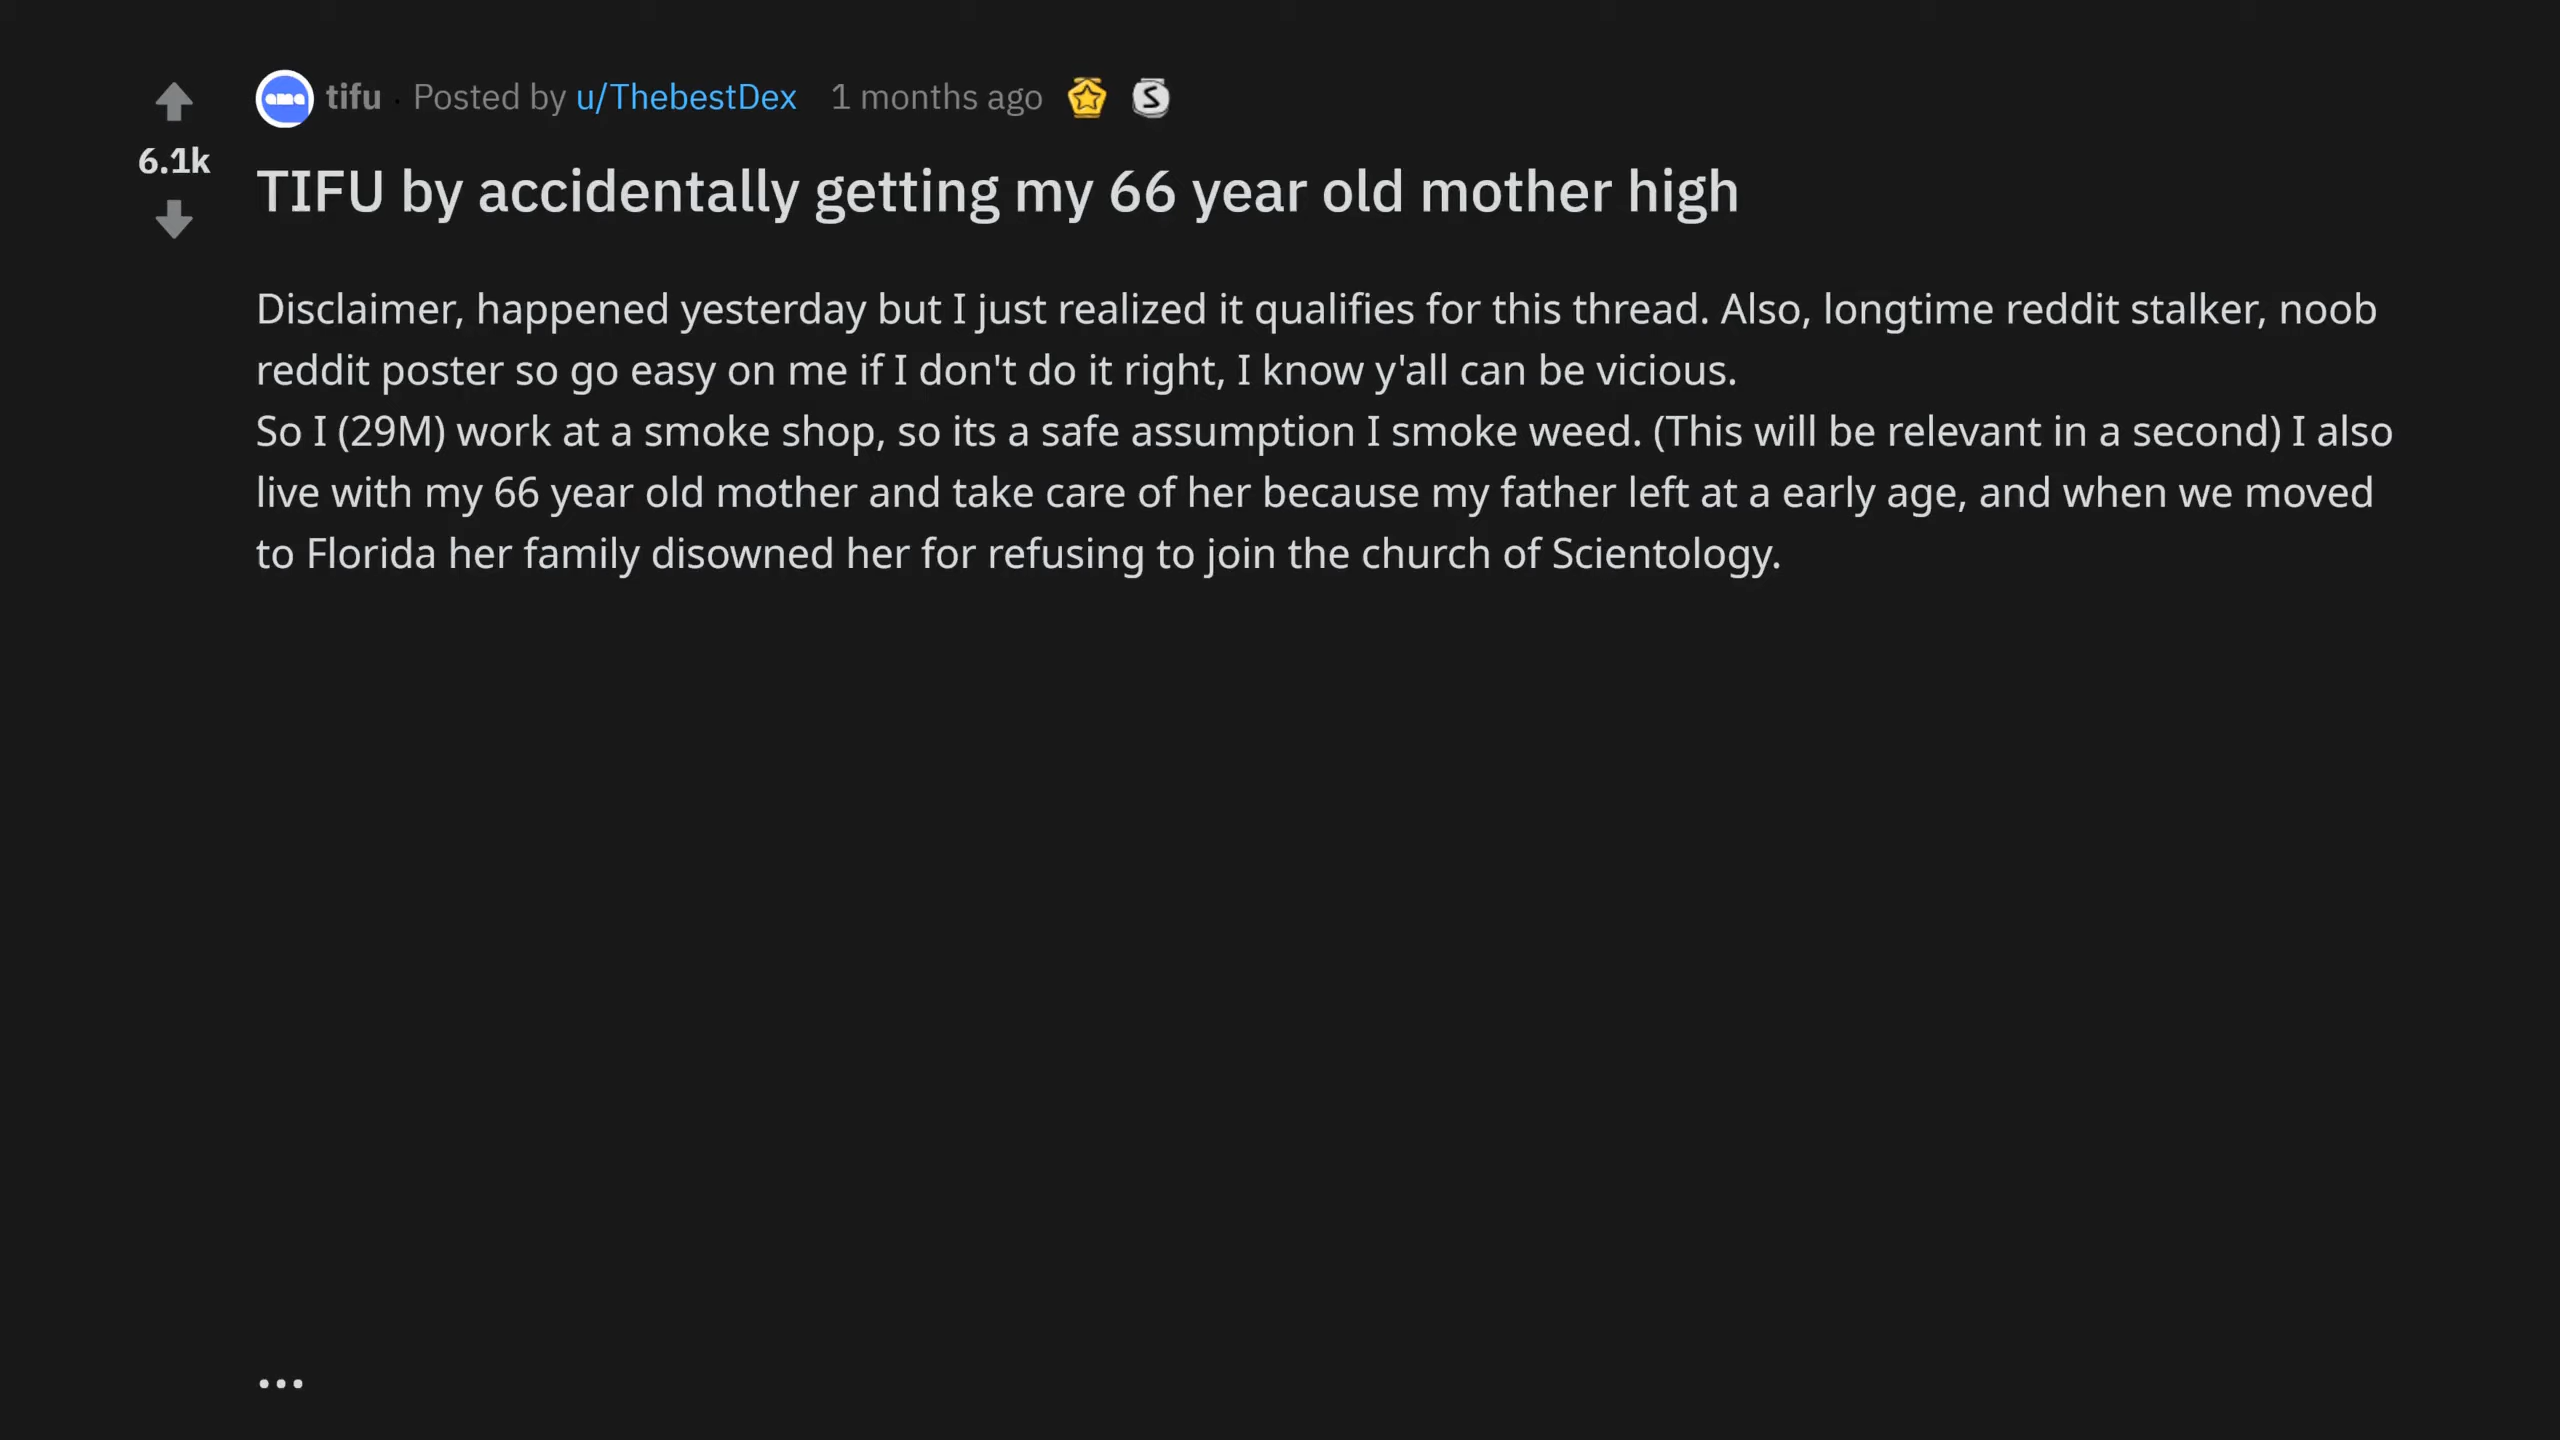 tifu · Posted by u/ThebestDex 1 months ago
6.1k
TIFU by accidentally getting my 66 year old mother high
Disclaimer, happened yesterday but I just realized it qualifies for this thread. Also, longtime reddit stalker, noob
reddit poster so go easy on me if I don't do it right, I know y'all can be vicious.
So I (29M) work at a smoke shop, so its a safe assumption I smoke weed. (This will be relevant in a second) I also
live with my 66 year old mother and take care of her because my father left at a early age, and when we moved
to Florida her family disowned her for refusing to join the church of Scientology.
...